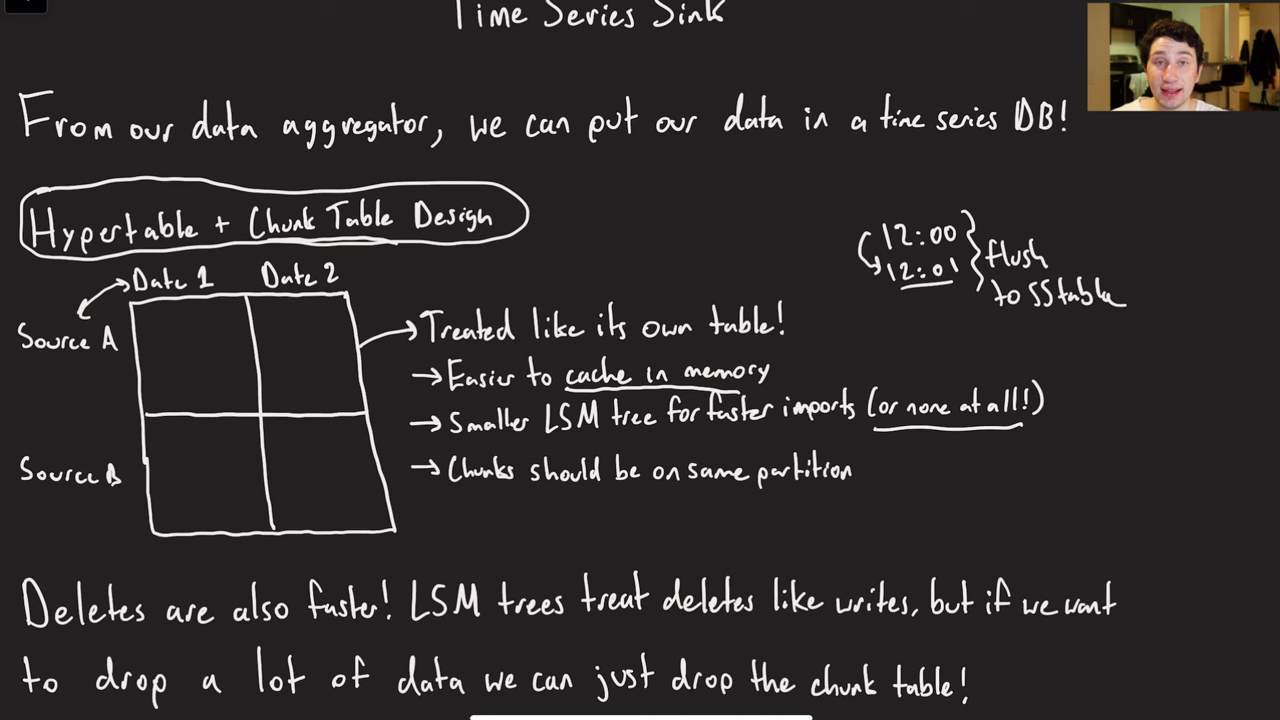 Time Series Sink
From our data aggregator, we can put our data in a time series DB!
Hypertable + Chunk Table Design
12:00
12:01
flush
to SStable
Date 1 Date 2
Source A
→ Treated like its own table!
→ Easier to cache in memory
→ Smaller LSM tree for faster imports (or none at all!)
Source B
→ Chunks should be on same partition
Deletes are also faster! LSM trees treat deletes like writes, but if we want
to drop a lot of data we can just drop the chunk table!